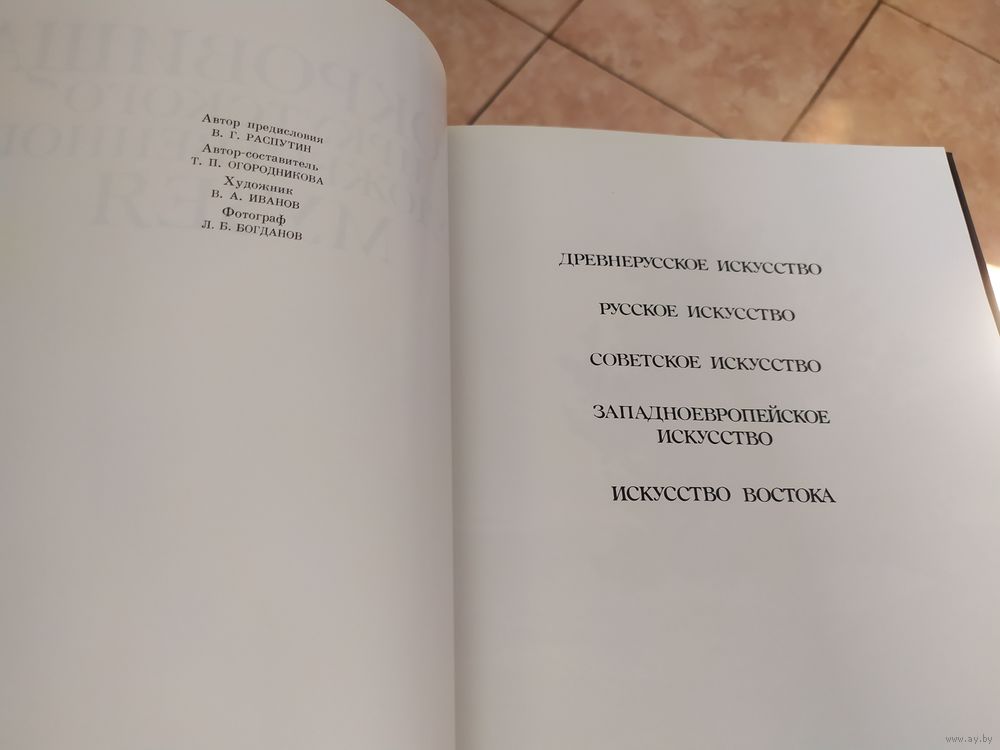 Автор предисловия
В. Г. РАСПУТИН
Автор-составитель
Т. П. ОГОРОДНИКОВА
Художник
В. А. ИВАНОВ
Фотограф
Л. Б. БОГДАНОВ
ДРЕВНЕРУССКОЕ ИСКУССТВО
РУССКОЕ ИСКУССТВО
СОВЕТСКОЕ ИСКУССТВО
ЗАПАДНОЕВРОПЕЙСКОЕ
ИСКУССТВО
ИСКУССТВО ВОСТОКА
www.ay.by